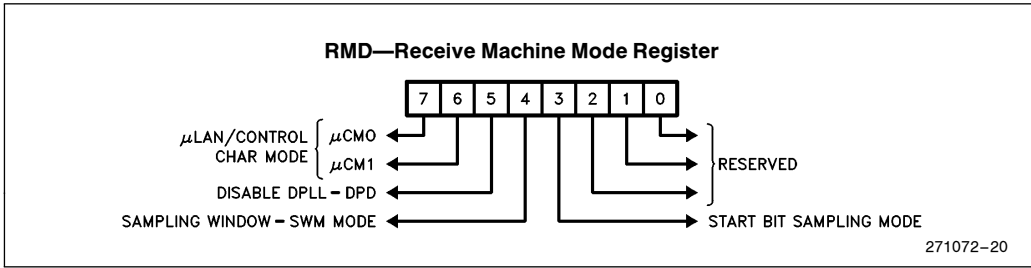 RMD—Receive Machine Mode Register
7 6 5 4 3 2 1 0
μLAN/CONTROL
CHAR MODE
μCM0
μCM1
DISABLE DPLL – DPD
SAMPLING WINDOW – SWM MODE
RESERVED
START BIT SAMPLING MODE
271072–20